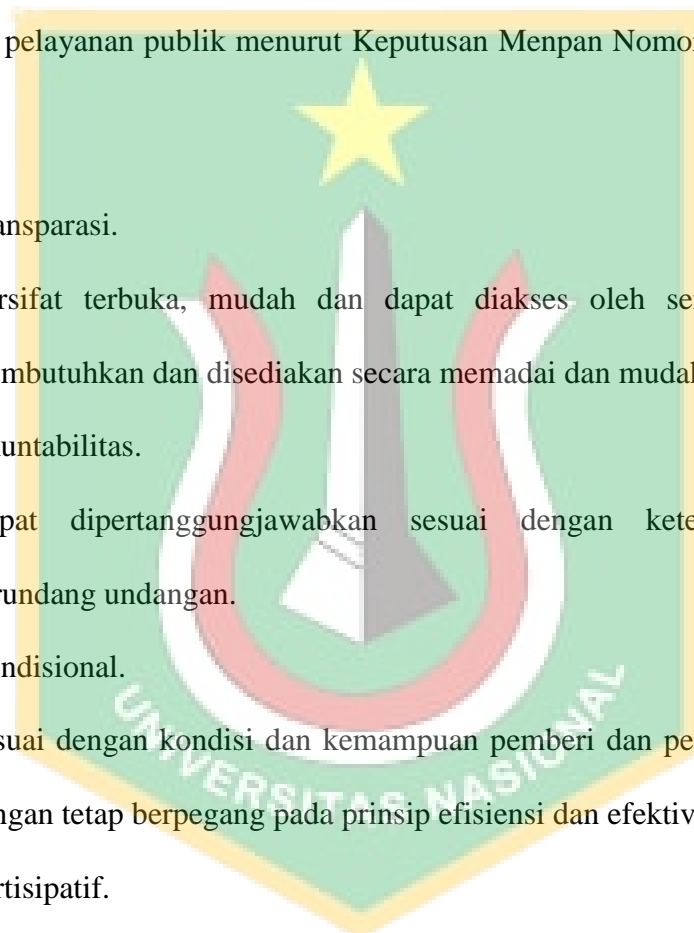 pelayanan publik menurut Keputusan Menpan Nomor
ansparasi.
rsifat terbuka, mudah dan dapat diakses oleh se
mbutuhkan dan disediakan secara memadai dan mudah
untabilitas.
pat dipertanggungjawabkan sesuai dengan kete
rundang undangan.
ndisional.
suai dengan kondisi dan kemampuan pemberi dan pe
ngan tetap berpegang pada prinsip efisiensi dan efektiv
rtisipatif.
UNIVERSITAS NASIONAL